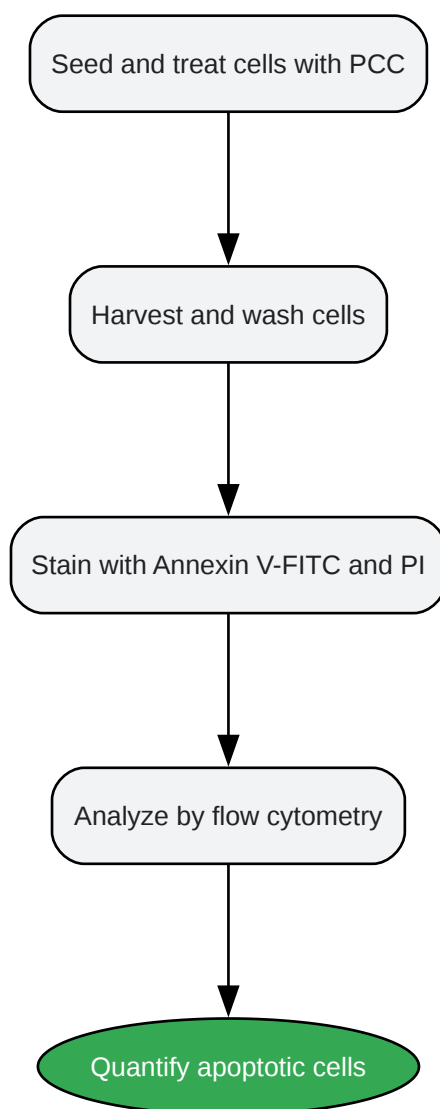 Seed and treat cells with PCC
Harvest and wash cells
Stain with Annexin V-FITC and PI
Analyze by flow cytometry
Quantify apoptotic cells